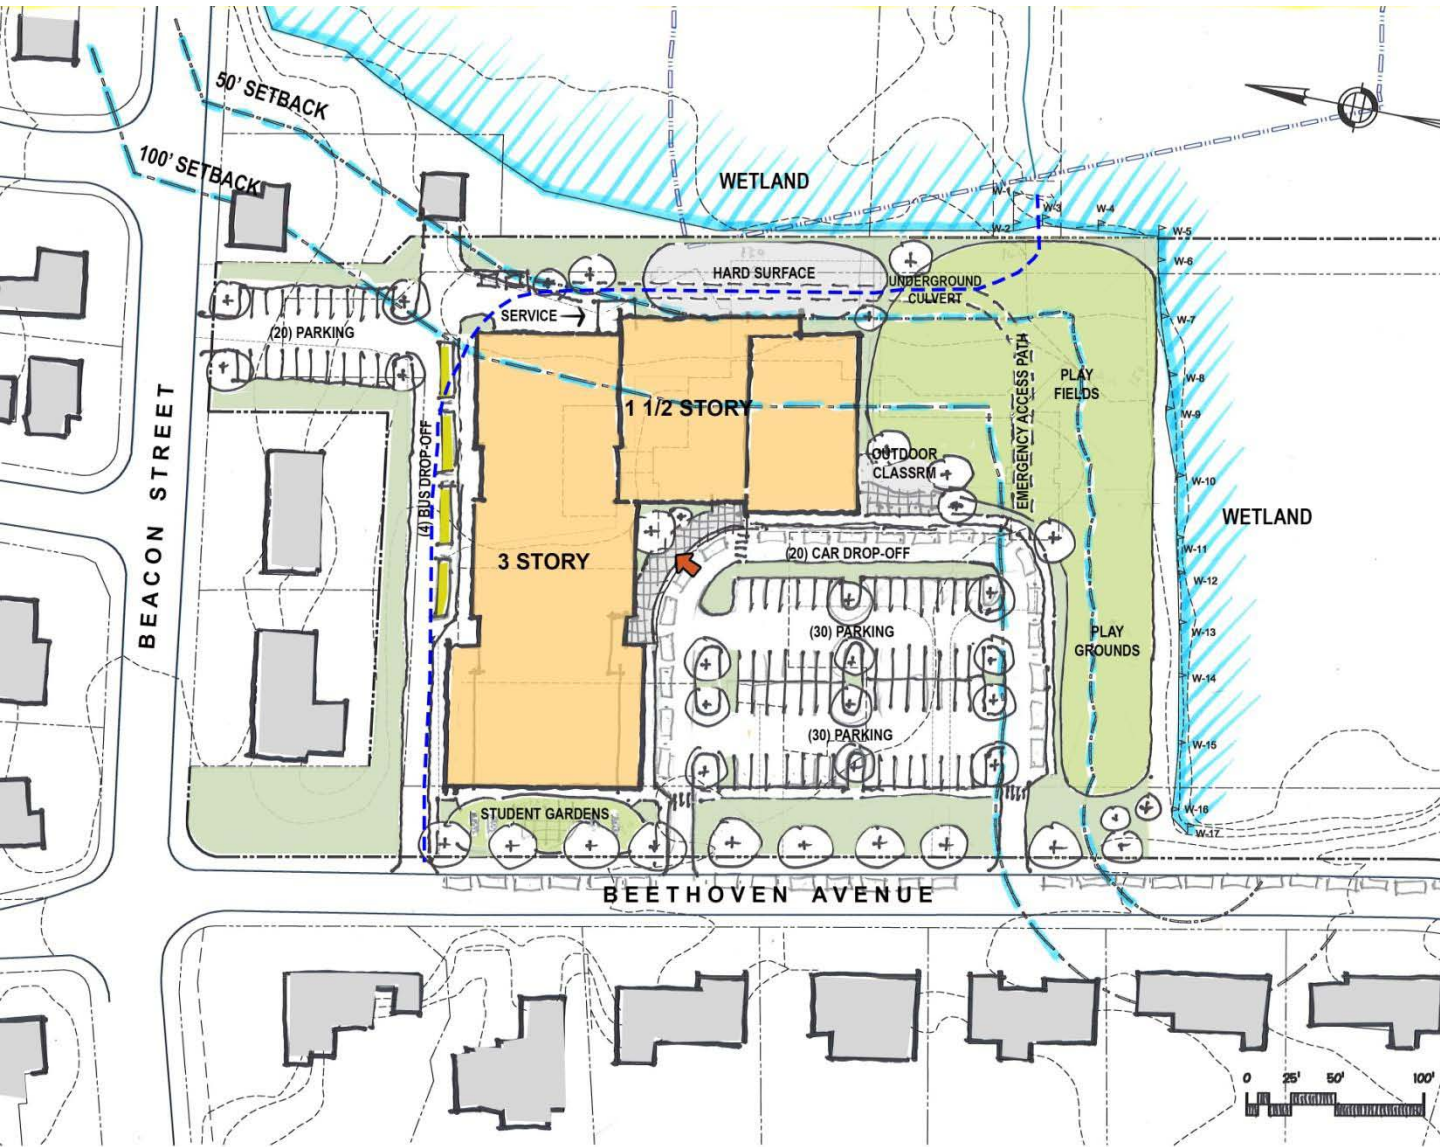 50' SETBACK
100' SETBACK
WETLAND
W-1
W-3
W-4
W-2
W-5
W-6
HARD SURFACE
UNDERGROUND
CULVERT
SERVICE
(20) PARKING
W-7
EMERGENCY ACCESS PATH
PLAY
FIELDS
W-8
1 1/2 STORY
W-9
BEACON STREET
(4) BUS DROP-OFF
OUTDOOR
CLASSRM
W-10
WETLAND
3 STORY
(20) CAR DROP-OFF
W-11
W-12
(30) PARKING
PLAY
GROUNDS
W-13
W-14
(30) PARKING
W-15
STUDENT GARDENS
W-16
W-17
BEETHOVEN AVENUE
0 25' 50' 100'